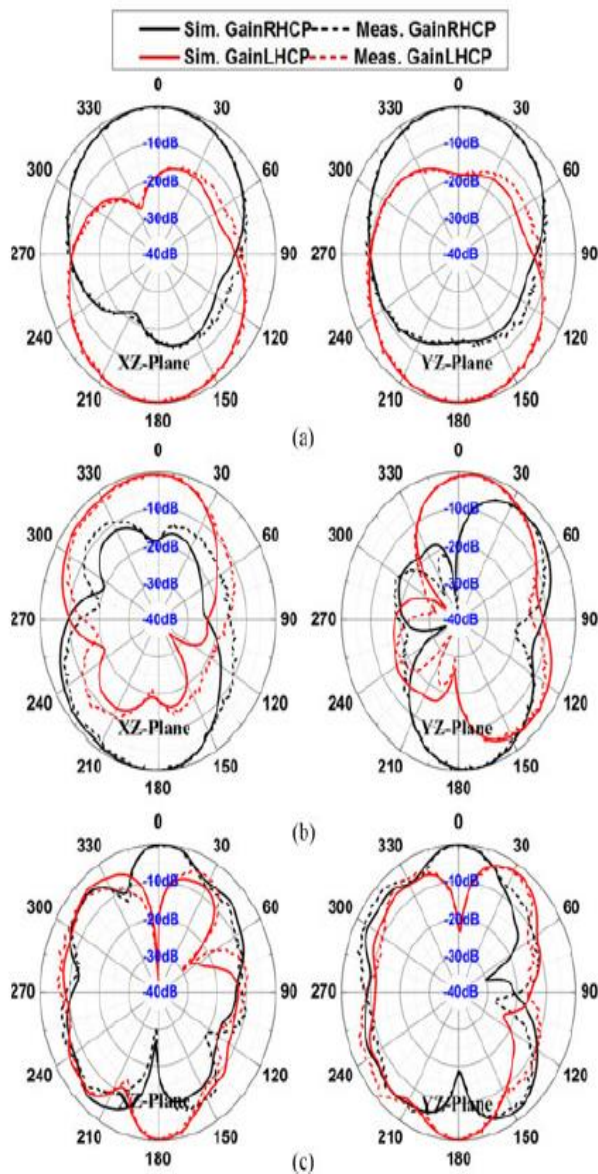 Sim. GainRHCP Meas. GainRHCP
Sim. GainLHCP Meas. GainLHCP
0 0
330 30 330 30
300 60 300 60
-10dB -10dB
-20dB -20dB
-30dB -30dB
270 -40dB 90 270 -40dB 90
240 120 240 120
XZ-Plane YZ-Plane
210 150 210 150
180 180
(a)
0 0
330 30 330 30
300 60 300 60
-10dB -10dB
-20dB -20dB
-30dB -30dB
270 -40dB 90 270 -40dB 90
240 120 240 120
XZ-Plane YZ-Plane
210 150 210 150
180 180
(b)
0 0
330 30 330 30
300 60 300 60
-10dB -10dB
-20dB -20dB
-30dB -30dB
270 -40dB 90 270 -40dB 90
240 120 240 120
Z-Plane YZ-Plane
210 150 210 150
180 180
(c)